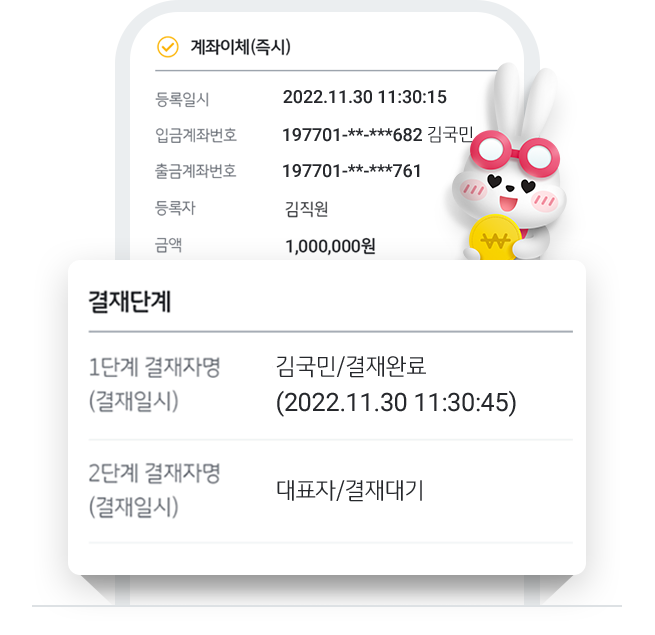 계좌이체(즉시)
등록일시 2022.11.30 11:30:15
입금계좌번호 197701-**-***682 김국민
출금계좌번호 197701-**-***761
등록자 김직원
금액 1,000,000원
₩
결재단계
1단계 결재자명 김국민/결재완료
(결재일시) (2022.11.30 11:30:45)
2단계 결재자명
(결재일시) 대표자/결재대기